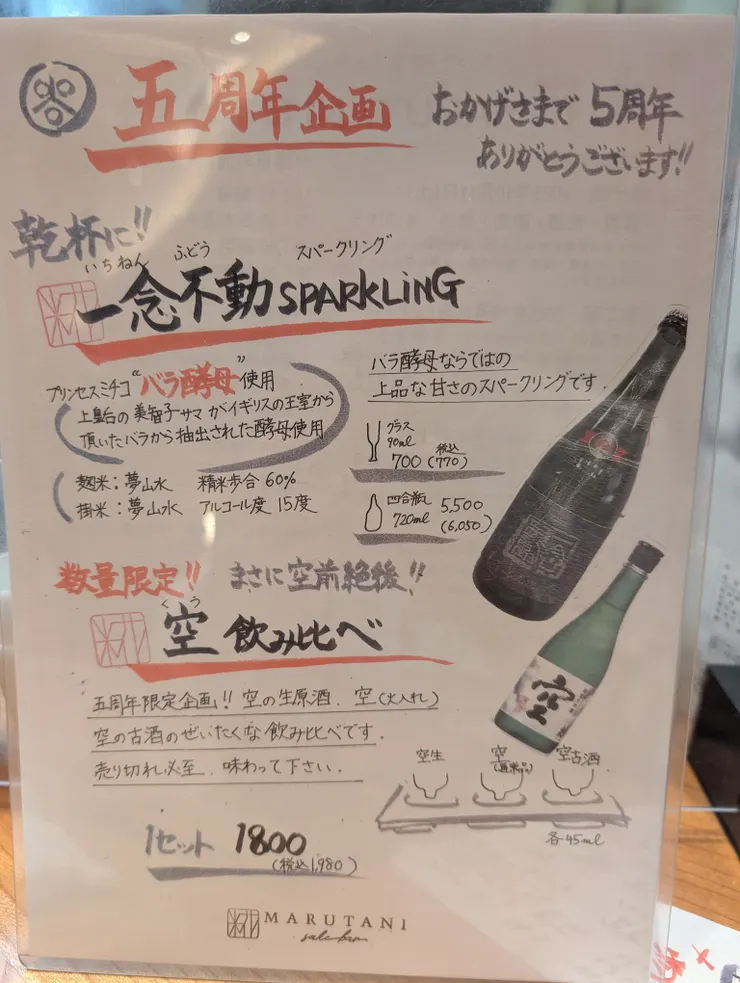 五周年企画
おかげさまで 5周年
ありがとうございます!!
乾杯に!!
いちねん ふどう スパークリング
一念不動 SPARKLiNG
プリンセスミチコ "バラ酵母" 使用
上皇后の美智子サマがイギリスの王室から
頂いたバラから抽出された酵母使用
麹米:夢山水 精米歩合 60%
掛米:夢山水 アルコール度 15度
バラ酵母ならではの
上品な甘さのスパークリングです.
グラス
90ml
700 税込(770)
四合瓶
720ml
5,500
(6,050)
数量限定!! まさに空前絶後!!
くう
空 飲み比べ
五周年限定企画!! 空の生原酒、空(火入れ)
空の古酒のぜいたくな飲み比べです.
売り切れ必至、味わって下さい.
空
空生 空 空古酒
各45ml
1セット 1800
(税込1,980)
MARUTANI
sake bar